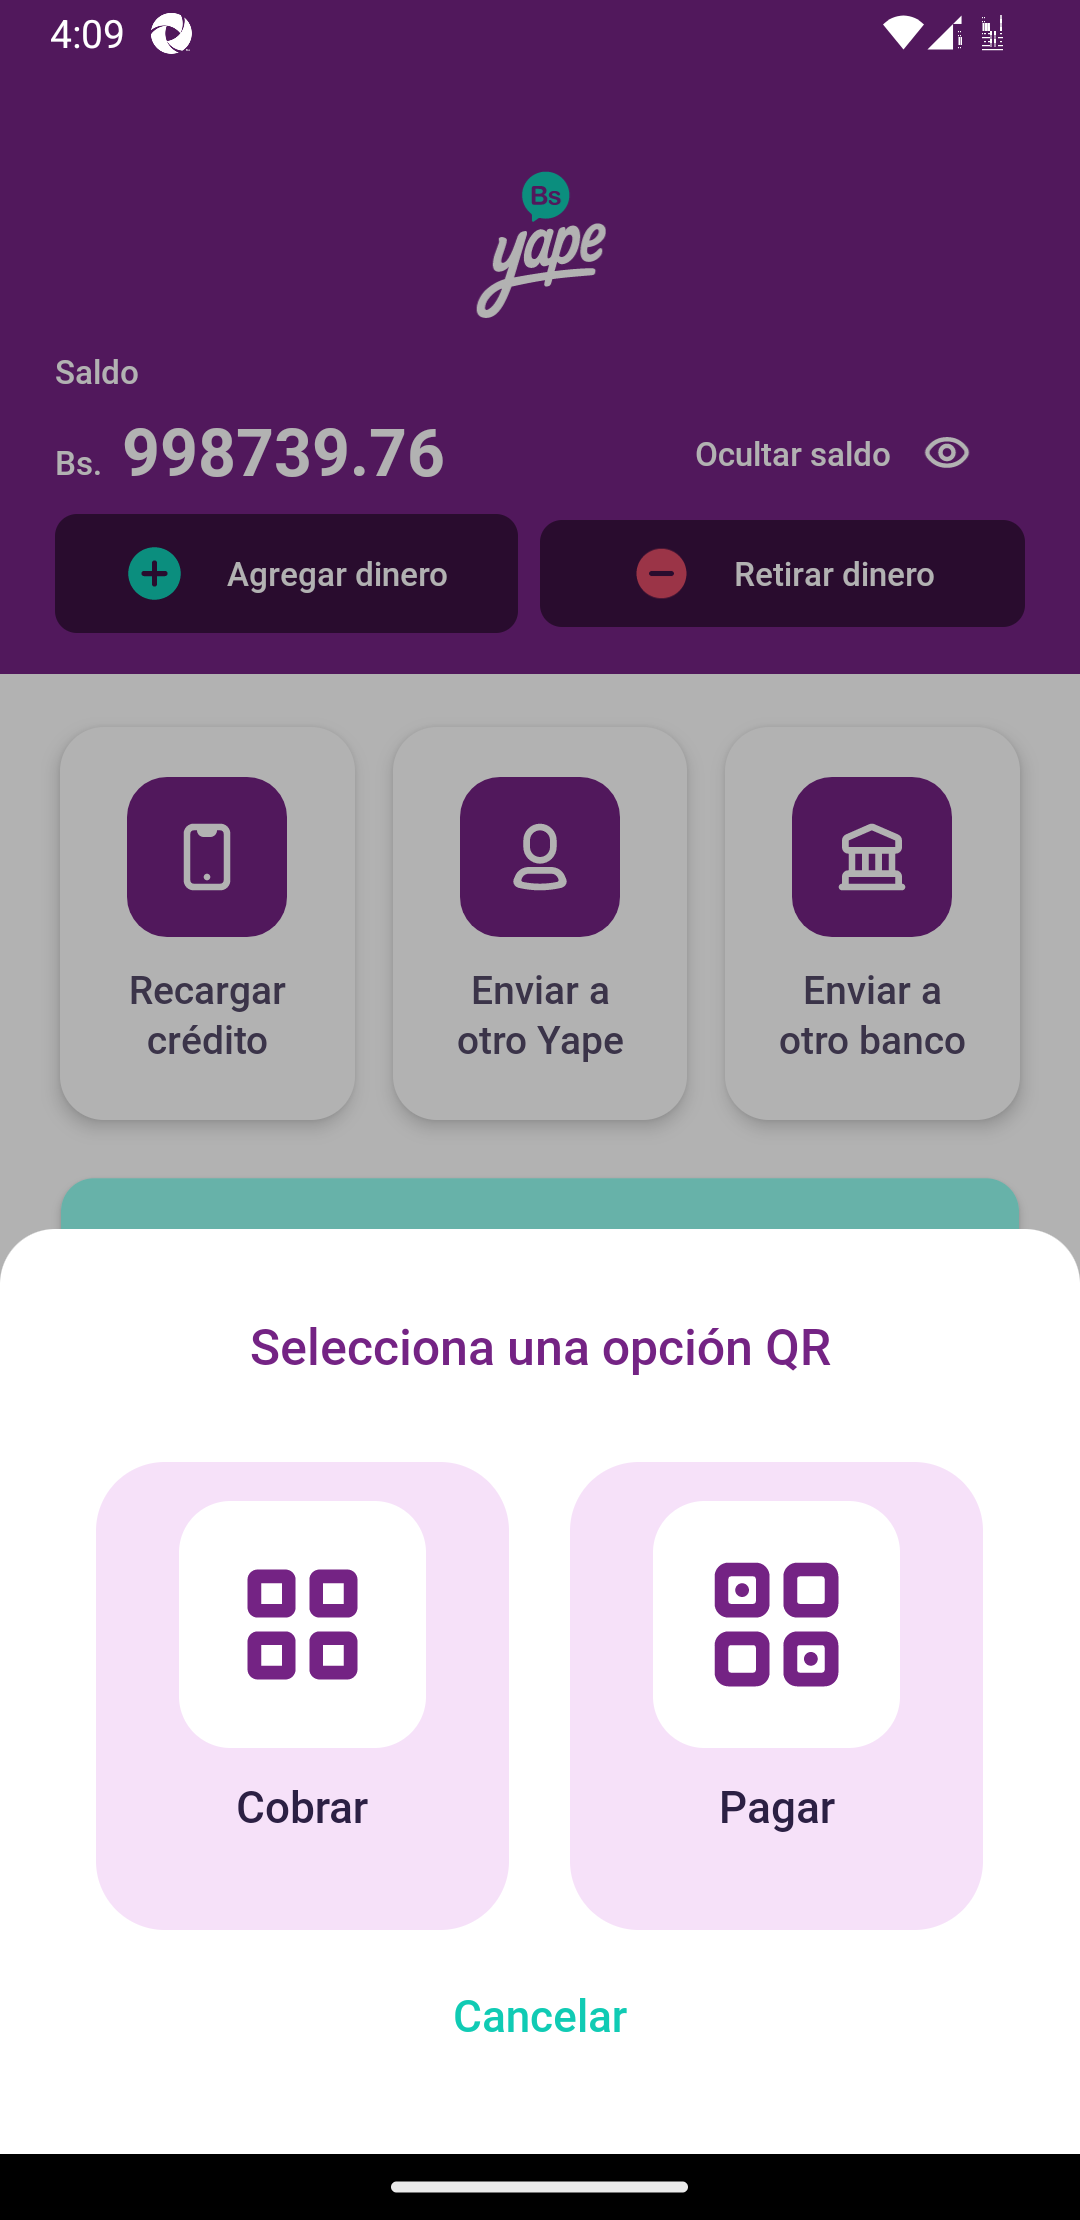 4:09
Bs
yape
Saldo
Bs. 998739.76
Ocultar saldo
Agregar dinero
Retirar dinero
Recargar
crédito
Enviar a
otro Yape
Enviar a
otro banco
Selecciona una opción QR
Cobrar
Pagar
Cancelar